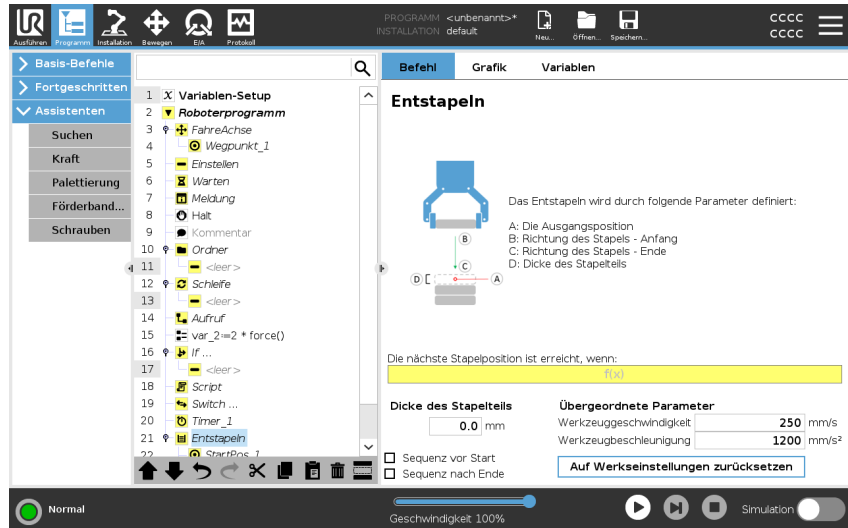 PROGRAMM <unbenannt>*
INSTALLATION default
cccc
cccc
Ausführen
Programm
Installation
Bewegen
E/A
Protokoll
Neu...
Öffnen...
Speichern...
Basis-Befehle
Fortgeschritten
Assistenten
Suchen
Kraft
Palettierung
Förderband...
Schrauben
1 X Variablen-Setup
2 Roboterprogramm
3 FahreAchse
4 Wegpunkt_1
5 Einstellen
6 Warten
7 Meldung
8 Halt
9 Kommentar
10 Ordner
11 <leer>
12 Schleife
13 <leer>
14 Aufruf
15 var_2≔2 * force()
16 If ...
17 <leer>
18 Script
19 Switch ...
20 Timer_1
21 Entstapeln
22 StartPos_1
Befehl Grafik Variablen
Entstapeln
Das Entstapeln wird durch folgende Parameter definiert:
A: Die Ausgangsposition
B: Richtung des Stapels - Anfang
C: Richtung des Stapels - Ende
D: Dicke des Stapelteils
B
C
D
A
Die nächste Stapelposition ist erreicht, wenn:
f(x)
Dicke des Stapelteils
0.0 mm
Sequenz vor Start
Sequenz nach Ende
Übergeordnete Parameter
Werkzeuggeschwindigkeit 250 mm/s
Werkzeugbeschleunigung 1200 mm/s²
Auf Werkseinstellungen zurücksetzen
Normal
Geschwindigkeit 100%
Simulation